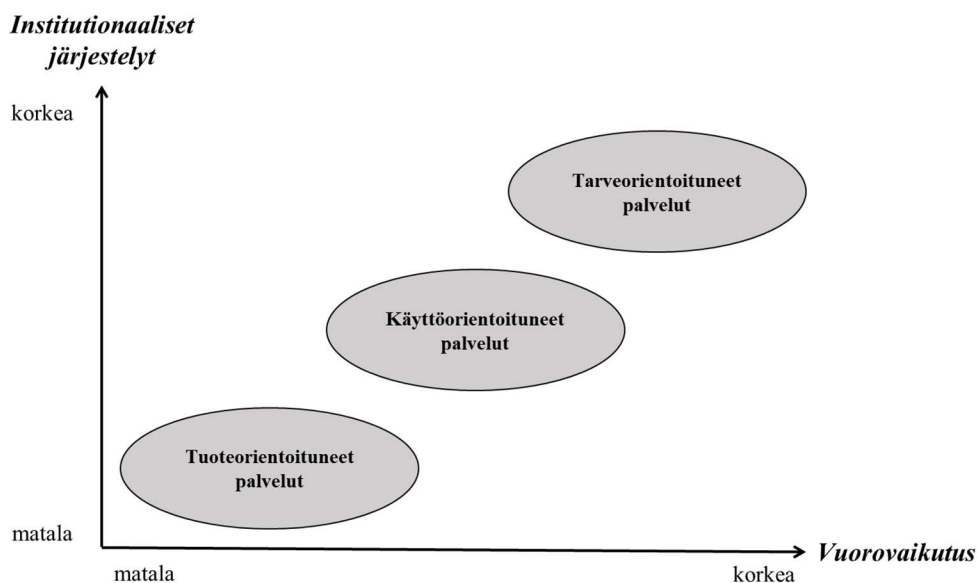 Institutionaaliset
järjestelyt
korkea
Tarveorientoituneet
palvelut
Käyttöorientoituneet
palvelut
Tuoteorientoituneet
palvelut
matala
Vuorovaikutus
matala
korkea